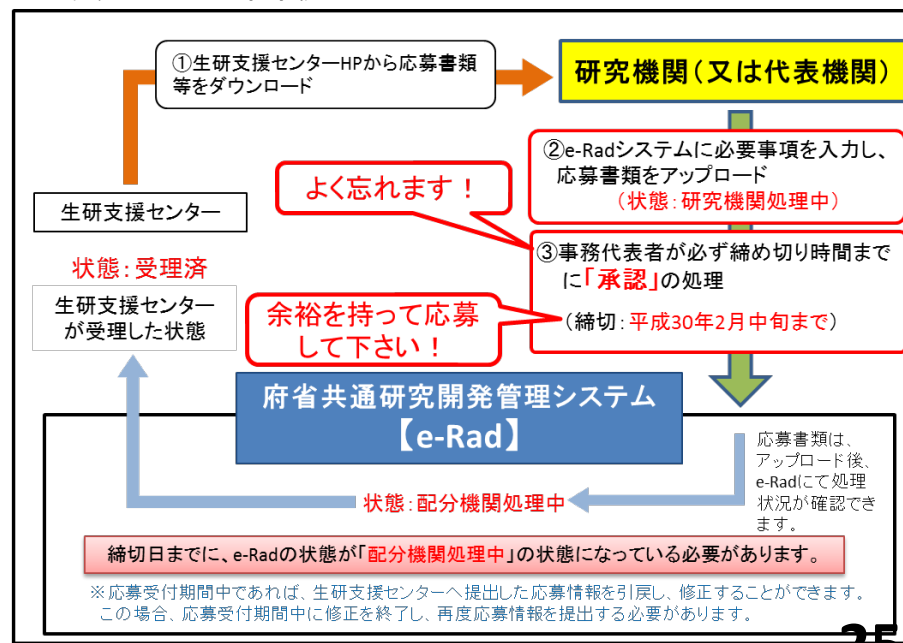 ①生研支援センターHPから応募書類
等をダウンロード
研究機関(又は代表機関)
②e-Radシステムに必要事項を入力し、
応募書類をアップロード
(状態:研究機関処理中)
よく忘れます!
生研支援センター
③事務代表者が必ず締め切り時間まで
に「承認」の処理
(締切:平成30年2月中旬まで)
状態:受理済
生研支援センター
が受理した状態
余裕を持って応募
して下さい!
府省共通研究開発管理システム
【e-Rad】
応募書類は、
アップロード後、
e-Radにて処理
状況が確認でき
ます。
状態:配分機関処理中
締切日までに、e-Radの状態が「配分機関処理中」の状態になっている必要があります。
※応募受付期間中であれば、生研支援センターへ提出した応募情報を引戻し、修正することができます。
この場合、応募受付期間中に修正を終了し、再度応募情報を提出する必要があります。